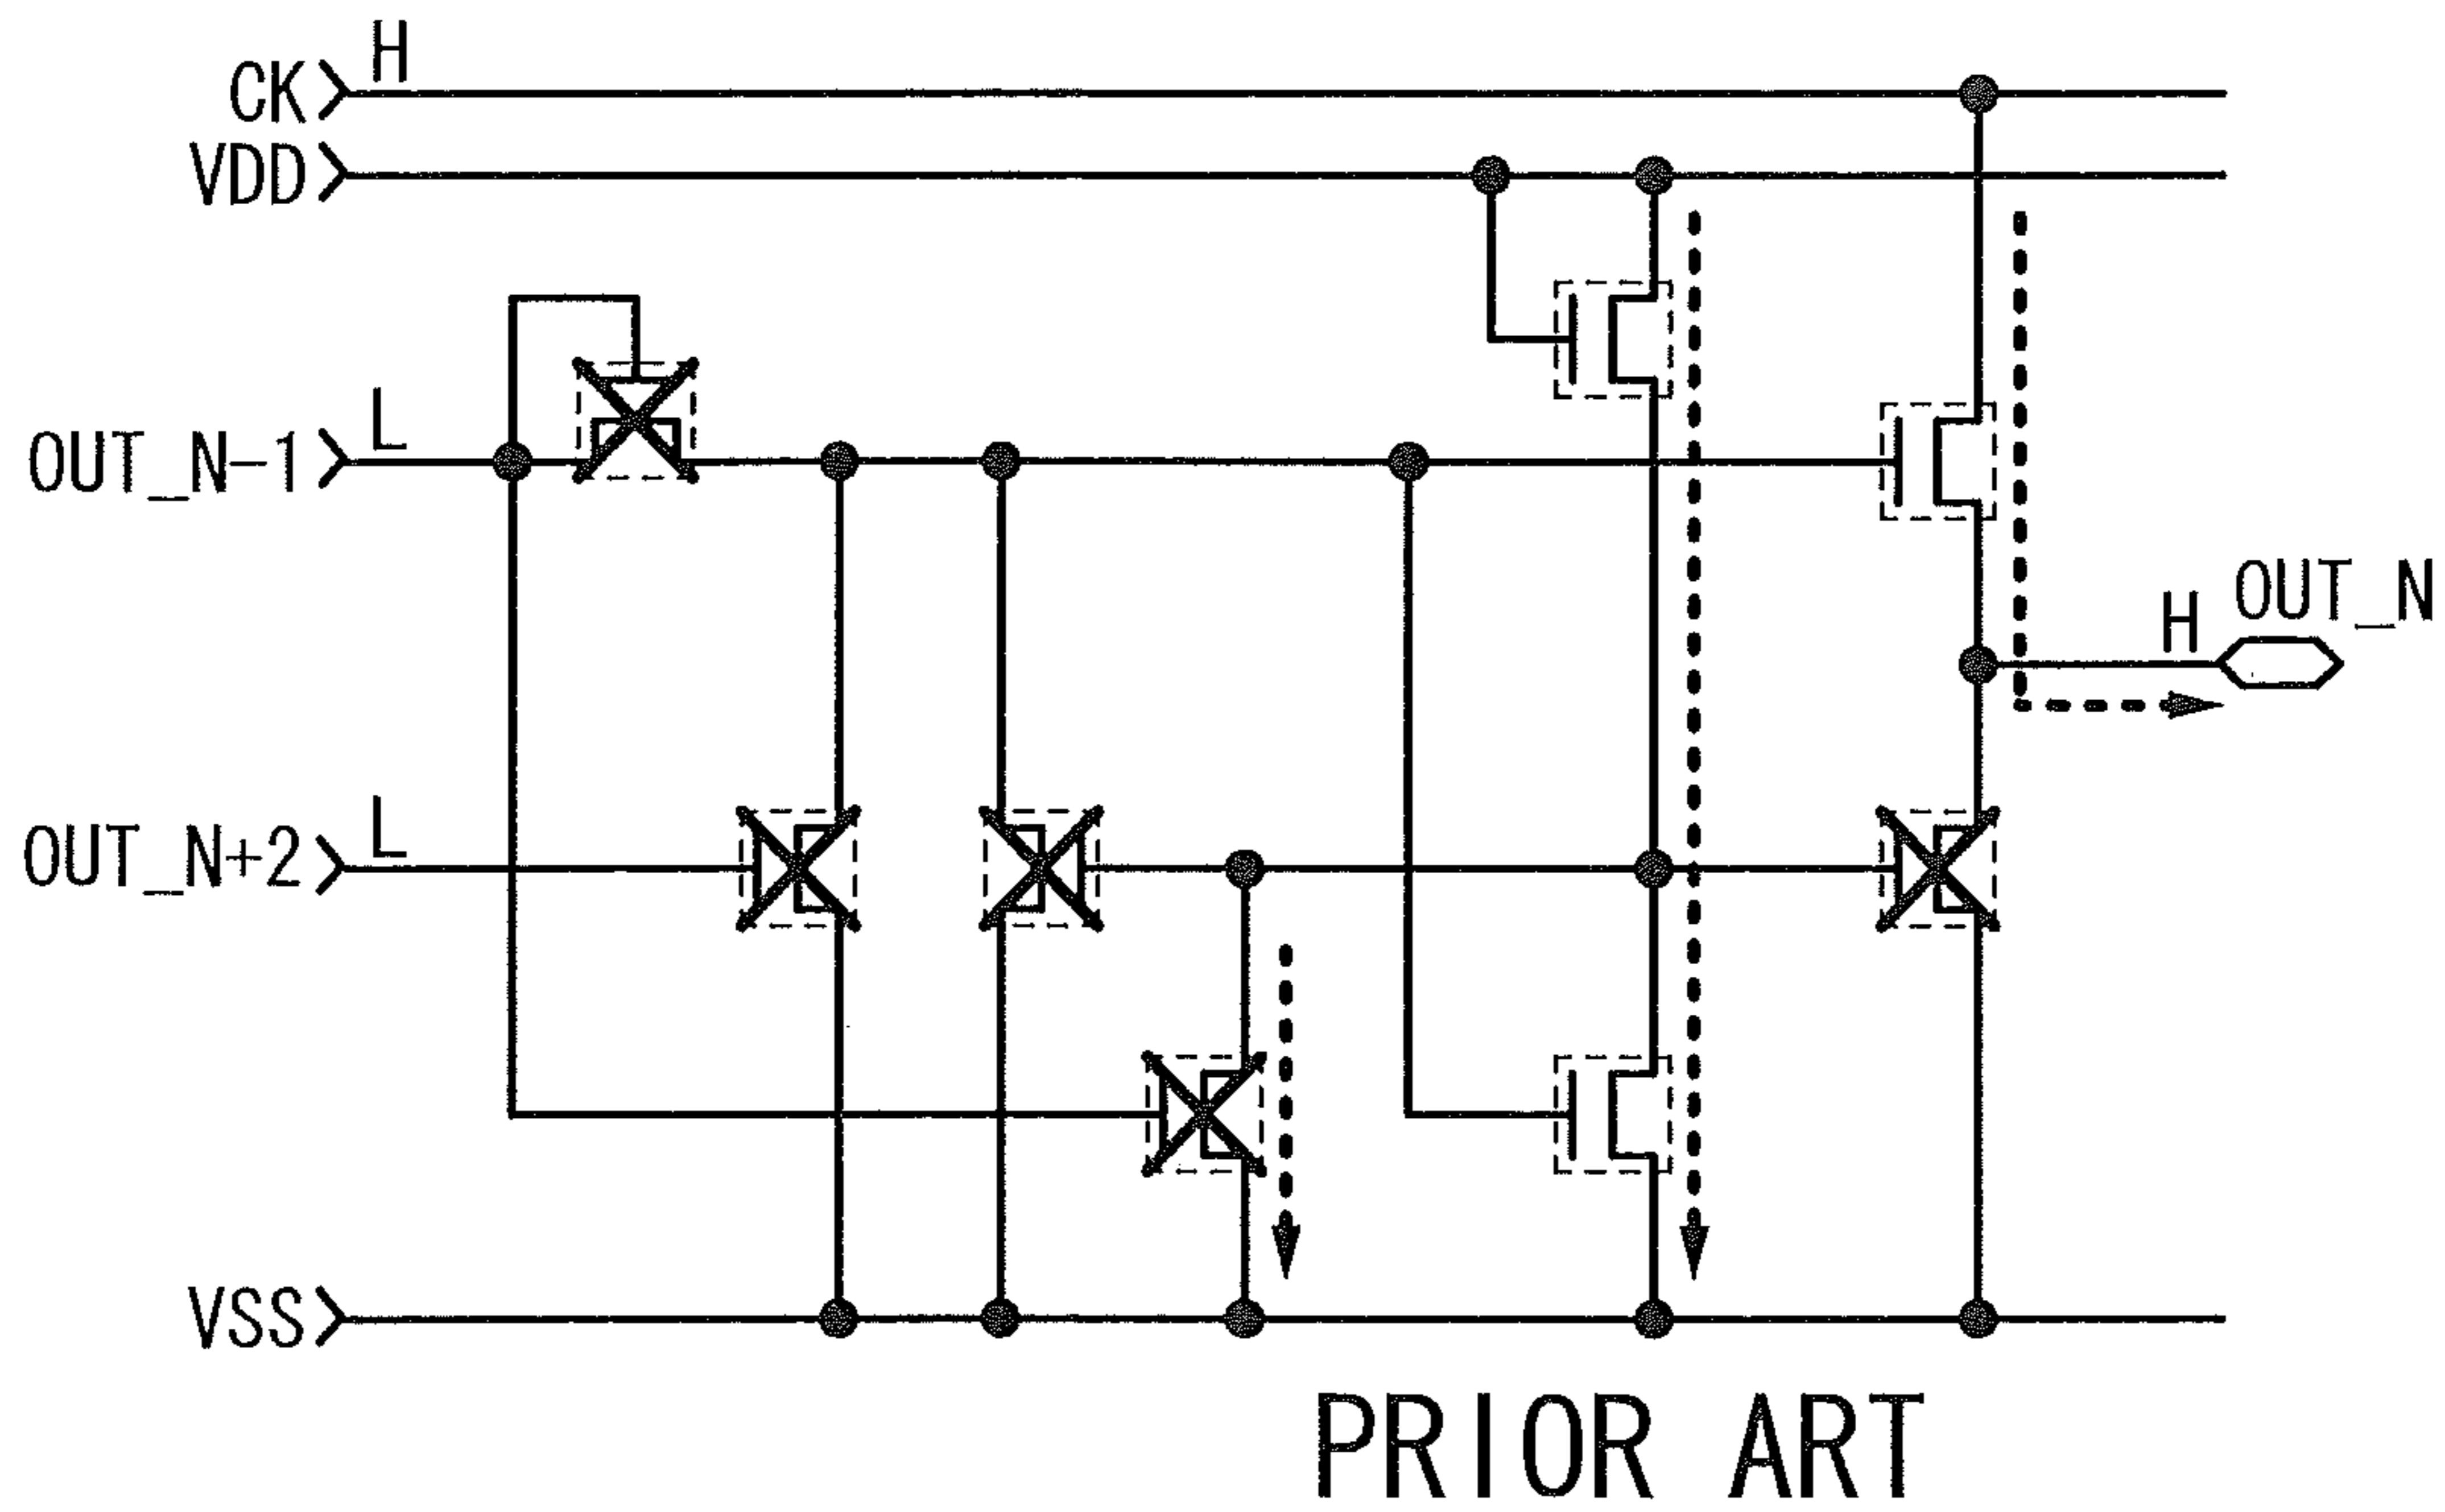 H
CK
VDD
L
OUT_N-1
OUT_N
H
L
OUT_N+2
VSS
PRIOR ART